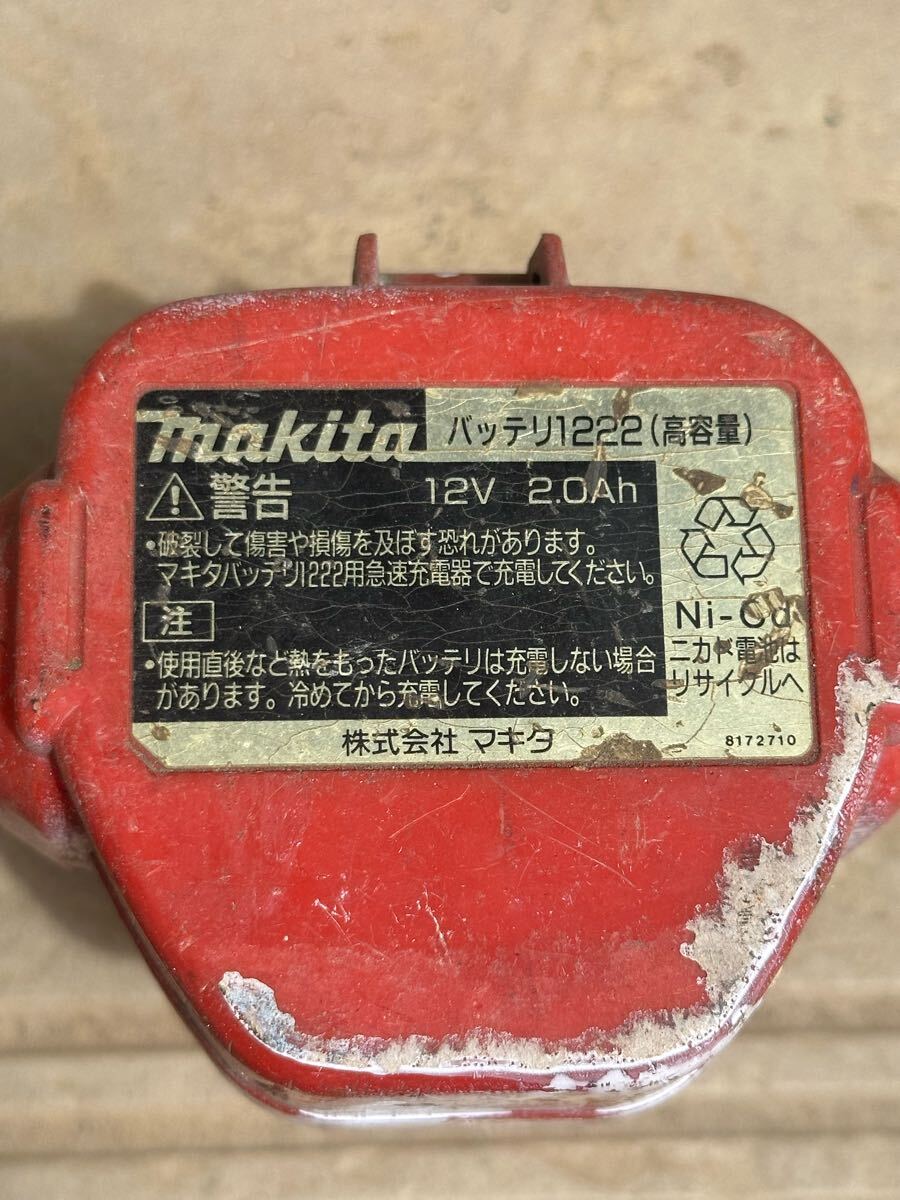 makita バッテリ1222(高容量)
警告 12V 2.0Ah
•破裂して傷害や損傷を及ぼす恐れがあります。
マキタバッテリ1222用急速充電器で充電してください。
注
•使用直後など熱をもったバッテリは充電しない場合
があります。冷めてから充電してください。
Ni-Cd
ニカド電池は
リサイクルへ
株式会社 マキタ
8172710